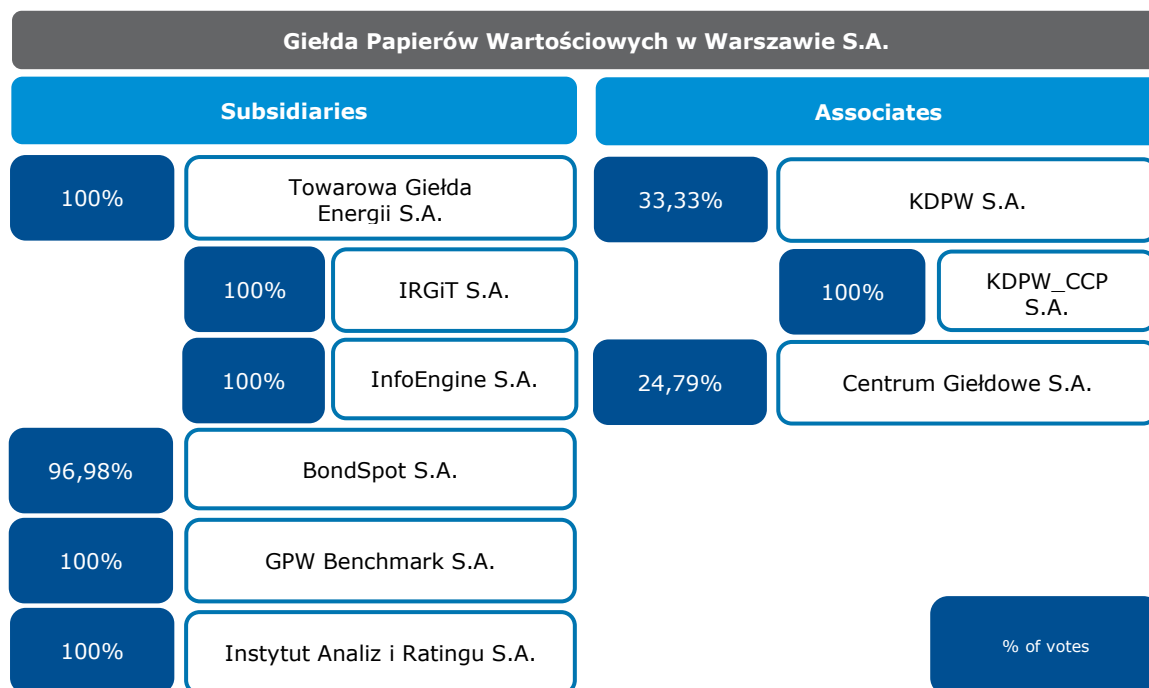 Giełda Papierów Wartościowych w Warszawie S.A.
Subsidiaries
100%
Towarowa Giełda
Energii S.A.
100%
IRGiT S.A.
100%
InfoEngine S.A.
96,98%
BondSpot S.A.
100%
GPW Benchmark S.A.
100%
Instytut Analiz i Ratingu S.A.
Associates
33,33%
KDPW S.A.
100%
KDPW_CCP
S.A.
24,79%
Centrum Giełdowe S.A.
% of votes